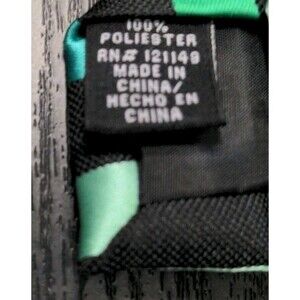 100%
POLIESTER
RN# 121149
MADE IN
CHINA/
HECHO EN
CHINA